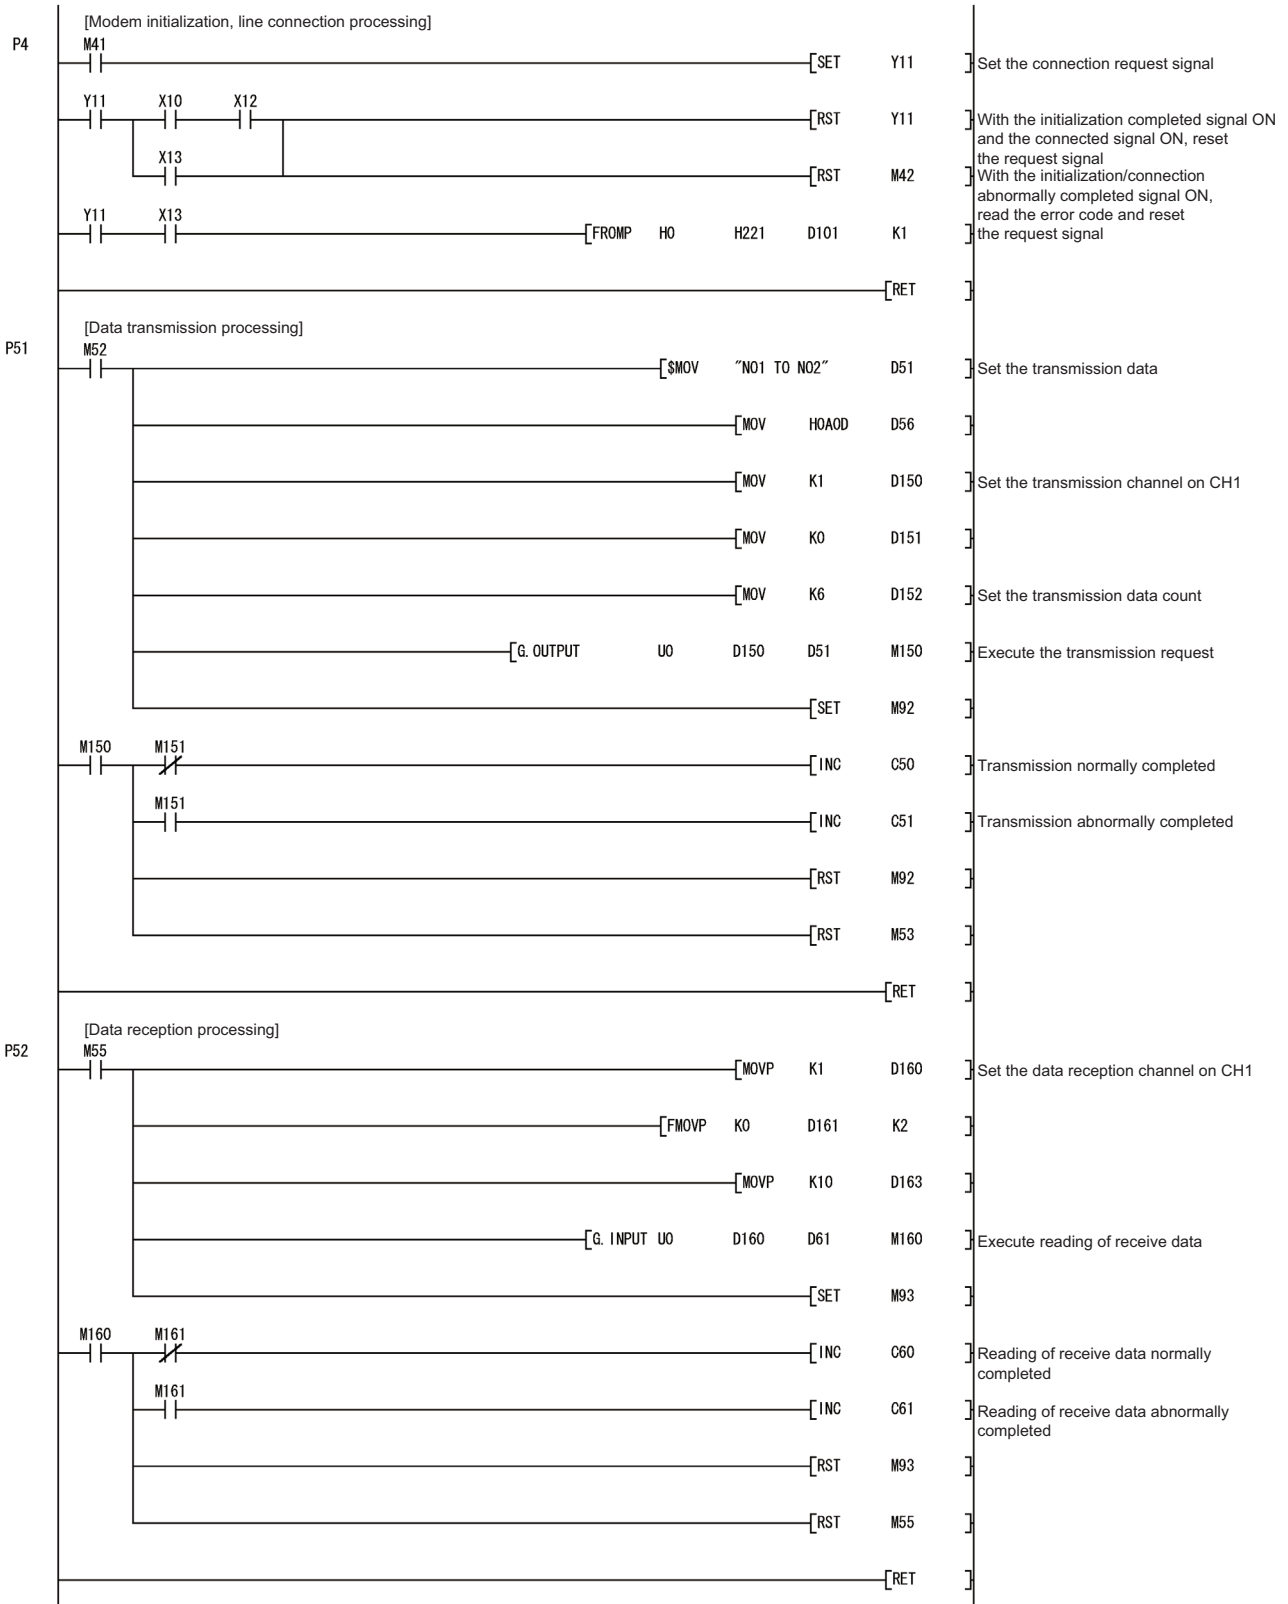 [Modem initialization, line connection processing]
P4
M41
SET Y11
Set the connection request signal
Y11 X10 X12
RST Y11
With the initialization completed signal ON
and the connected signal ON, reset
the request signal
X13
RST M42
With the initialization/connection
abnormally completed signal ON,
read the error code and reset
the request signal
Y11 X13
FROMP H0 H221 D101 K1
RET
[Data transmission processing]
P51
M52
$MOV "NO1 TO NO2" D51
Set the transmission data
MOV H0A0D D56
MOV K1 D150
Set the transmission channel on CH1
MOV K0 D151
MOV K6 D152
Set the transmission data count
G.OUTPUT U0 D150 D51 M150
Execute the transmission request
SET M92
M150 M151
INC C50
Transmission normally completed
M151
INC C51
Transmission abnormally completed
RST M92
RST M53
RET
[Data reception processing]
P52
M55
MOVP K1 D160
Set the data reception channel on CH1
FMOVP K0 D161 K2
MOVP K10 D163
G.INPUT U0 D160 D61 M160
Execute reading of receive data
SET M93
M160 M161
INC C60
Reading of receive data normally
completed
M161
INC C61
Reading of receive data abnormally
completed
RST M93
RST M55
RET